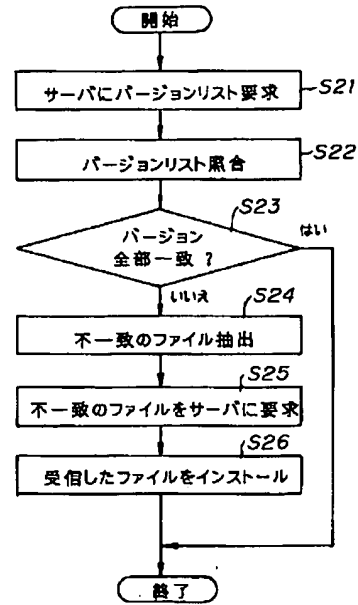 開始
サーバにバージョンリスト要求
S21
バージョンリスト照合
S22
S23
バージョン
全部一致?
はい
いいえ
S24
不一致のファイル抽出
S25
不一致のファイルをサーバに要求
S26
受信したファイルをインストール
終了